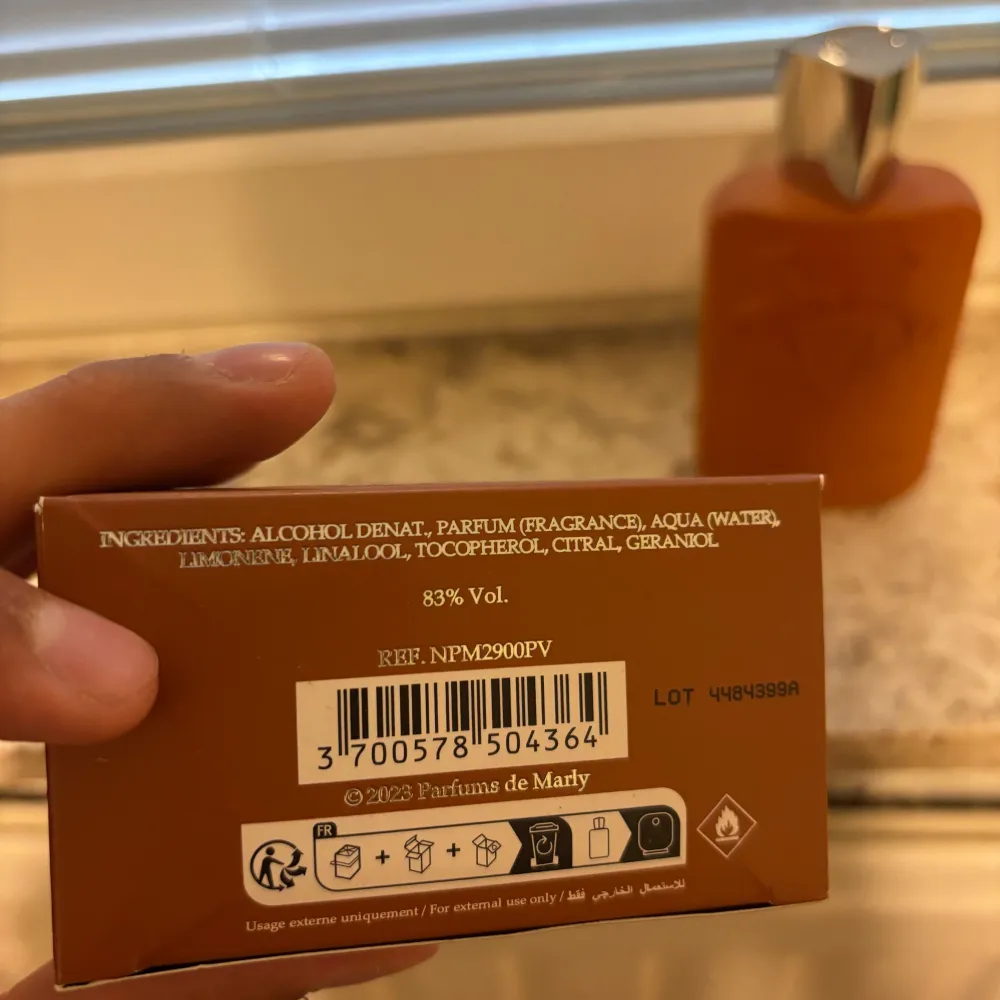 INGREDIENTS: ALCOHOL DENAT., PARFUM (FRAGRANCE), AQUA (WATER),
LIMONENE, LINALOOL, TOCOPHEROL, CITRAL, GERANIOL
83% Vol.
REF. NPM2900PV
LOT 4484399A
3 700578 504364
© 2023 Parfums de Marly
FR
Usage externe uniquement / For external use only / للاستعمال الخارجي فقط